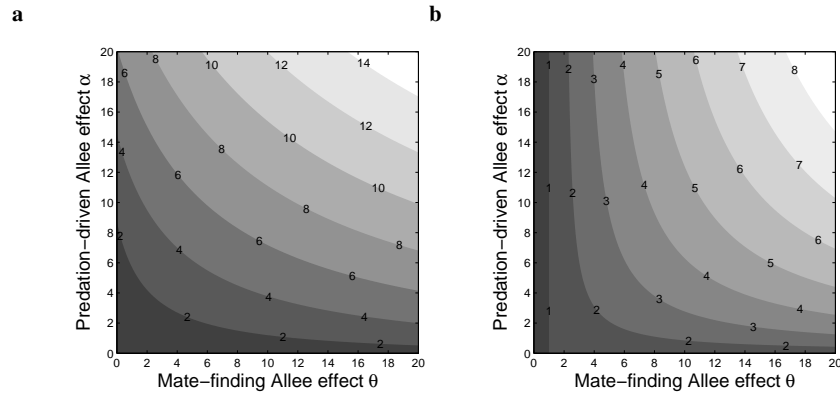 a
b
20
18
16
14
12
10
8
6
4
2
0
Predation−driven Allee effect α
0 2 4 6 8 10 12 14 16 18 20
Mate−finding Allee effect θ
6 8 10 12 14
4 6 8 10 12
2 4 6 8 10
2 4 6 8
2 4
2
20
18
16
14
12
10
8
6
4
2
0
Predation−driven Allee effect α
0 2 4 6 8 10 12 14 16 18 20
Mate−finding Allee effect θ
1 2 3 4 5 6 7 8
1 2 3 4 5 6 7
1 2 3 4 5 6
2 3 4
2